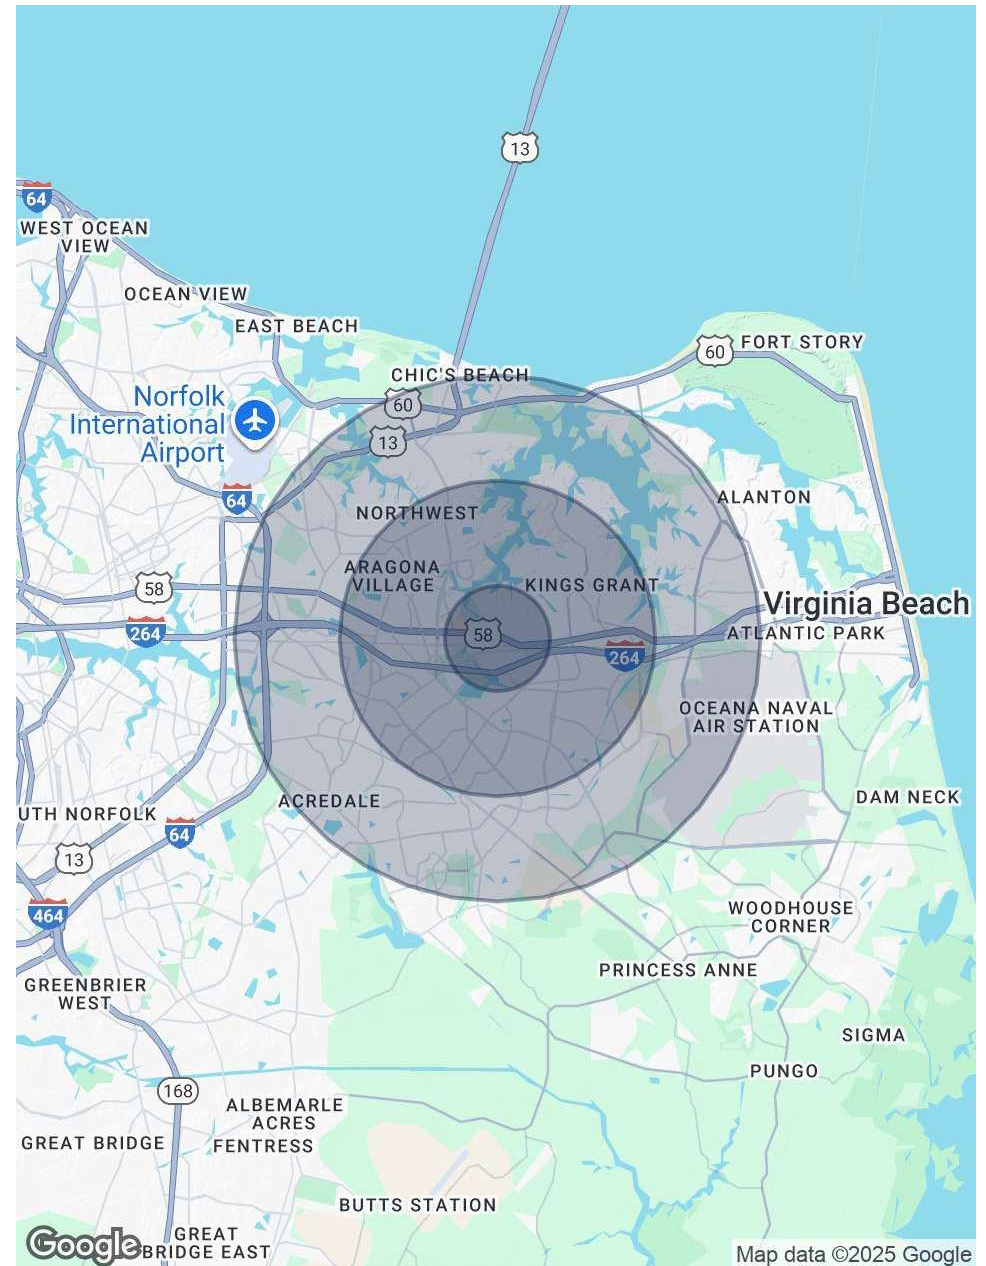 13
64
WEST OCEAN
VIEW
OCEAN VIEW
EAST BEACH
60
FORT STORY
CHIC'S BEACH
60
Norfolk
International
Airport
13
64
ALANTON
NORTHWEST
ARAGONA
VILLAGE
KINGS GRANT
58
Virginia Beach
264
58
ATLANTIC PARK
264
OCEANA NAVAL
AIR STATION
ACREDALE
DAM NECK
UTH NORFOLK
64
13
464
WOODHOUSE
CORNER
PRINCESS ANNE
GREENBRIER
WEST
SIGMA
PUNGO
168
ALBEMARLE
ACRES
GREAT BRIDGE
FENTRESS
BUTTS STATION
GREAT
BRIDGE EAST
Google
Map data ©2025 Google